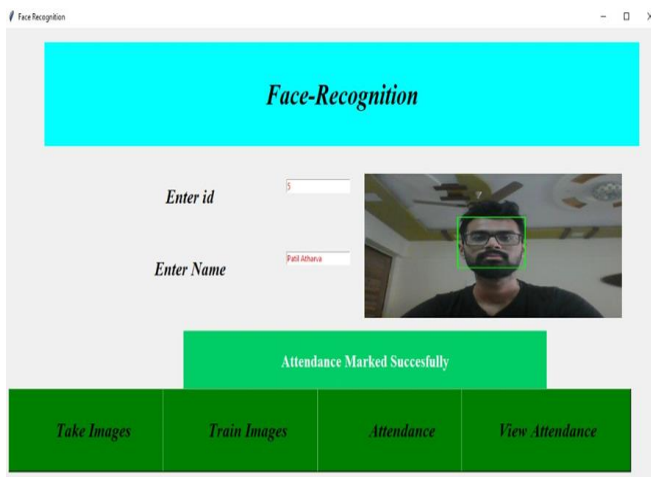 Face Recognition
Face-Recognition
Enter id
5
Enter Name
Patil Atharva
Attendance Marked Succesfully
Take Images
Train Images
Attendance
View Attendance